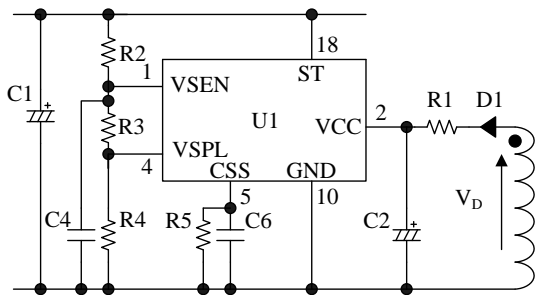 R2
18
1
VSEN
ST
C1
+
R3
U1
2
R1
D1
VCC
VSPL
4
CSS
GND
5
10
V_D
C4
R4
R5
C6
C2
+